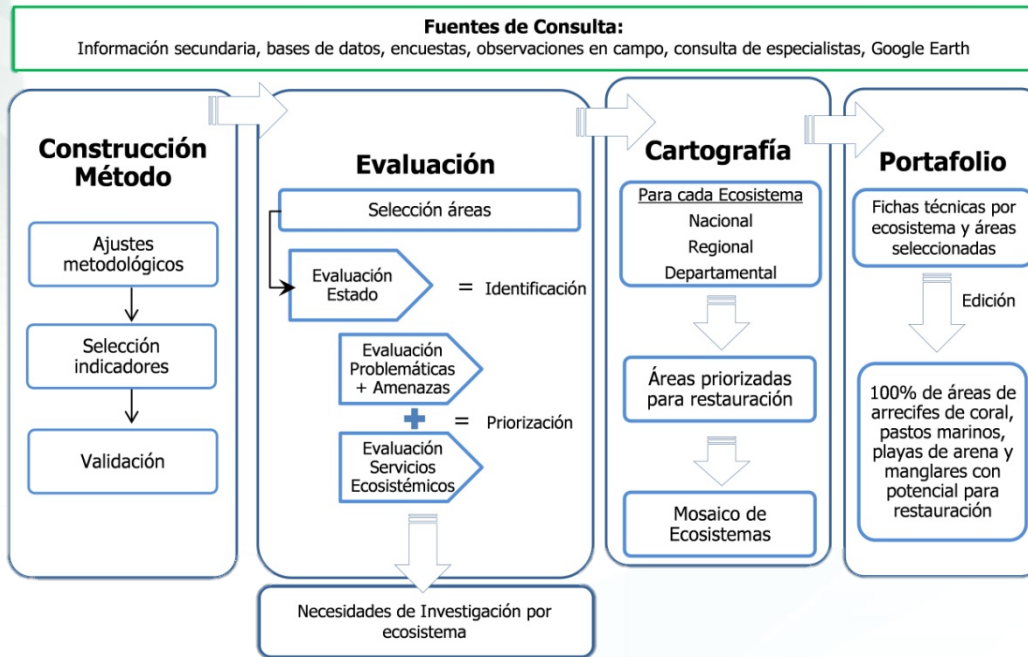 Fuentes de Consulta:
Información secundaria, bases de datos, encuestas, observaciones en campo, consulta de especialistas, Google Earth
Construcción
Método
Ajustes
metodológicos
Selección
indicadores
Validación
Evaluación
Selección áreas
Evaluación
Estado
= Identificación
Evaluación
Problemáticas
+ Amenazas
= Priorización
Evaluación
Servicios
Ecosistémicos
Necesidades de Investigación por
ecosistema
Cartografía
Para cada Ecosistema
Nacional
Regional
Departamental
Áreas priorizadas
para restauración
Mosaico de
Ecosistemas
Portafolio
Fichas técnicas por
ecosistema y áreas
seleccionadas
Edición
100% de áreas de
arrecifes de coral,
pastos marinos,
playas de arena y
manglares con
potencial para
restauración